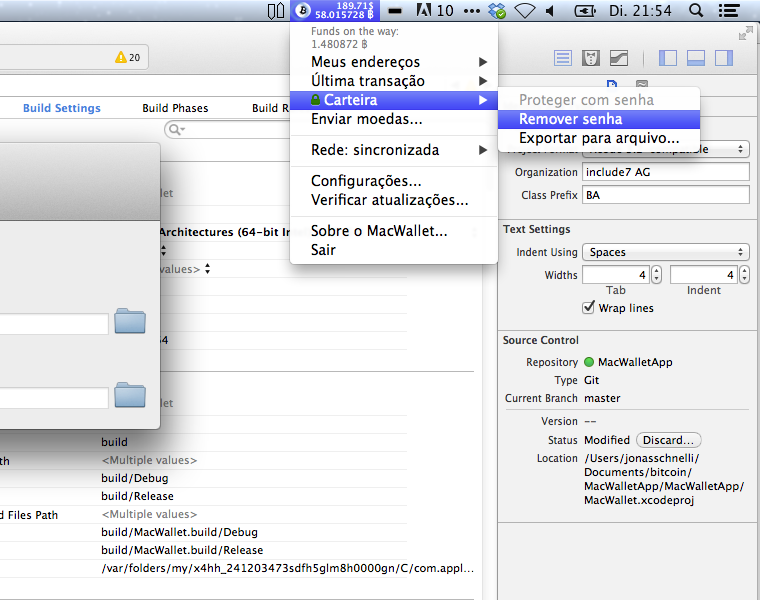 189.71$
58.015728 ฿
10
Di. 21:54
Funds on the way:
1.480872 ฿
Meus endereços
Última transação
Carteira
Enviar moedas...
Rede: sincronizada
Configurações...
Verificar atualizações...
Sobre o MacWallet...
Sair
Proteger com senha
Remover senha
Exportar para arquivo...
20
Build Settings
Build Phases
Build R
Architectures (64-bit In
values>
build
<Multiple values>
build/Debug
build/Release
d Files Path
<Multiple values>
build/MacWallet.build/Debug
build/MacWallet.build/Release
/var/folders/my/x4hh_241203473sdfh5glm8h0000gn/C/com.appl...
Organization
include7 AG
Class Prefix
BA
Text Settings
Indent Using
Spaces
Widths
4
4
Tab
Indent
Wrap lines
Source Control
Repository
MacWalletApp
Type
Git
Current Branch
master
Version
--
Status
Modified
Discard...
Location
/Users/jonasschnelli/
Documents/bitcoin/
MacWalletApp/MacWalletApp/
MacWallet.xcodeproj